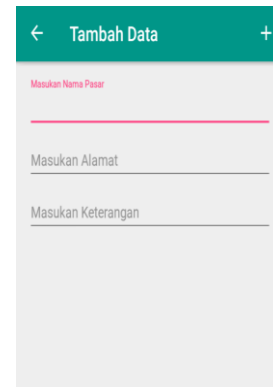 Tambah Data +
Masukan Nama Pasar
Masukan Alamat
Masukan Keterangan